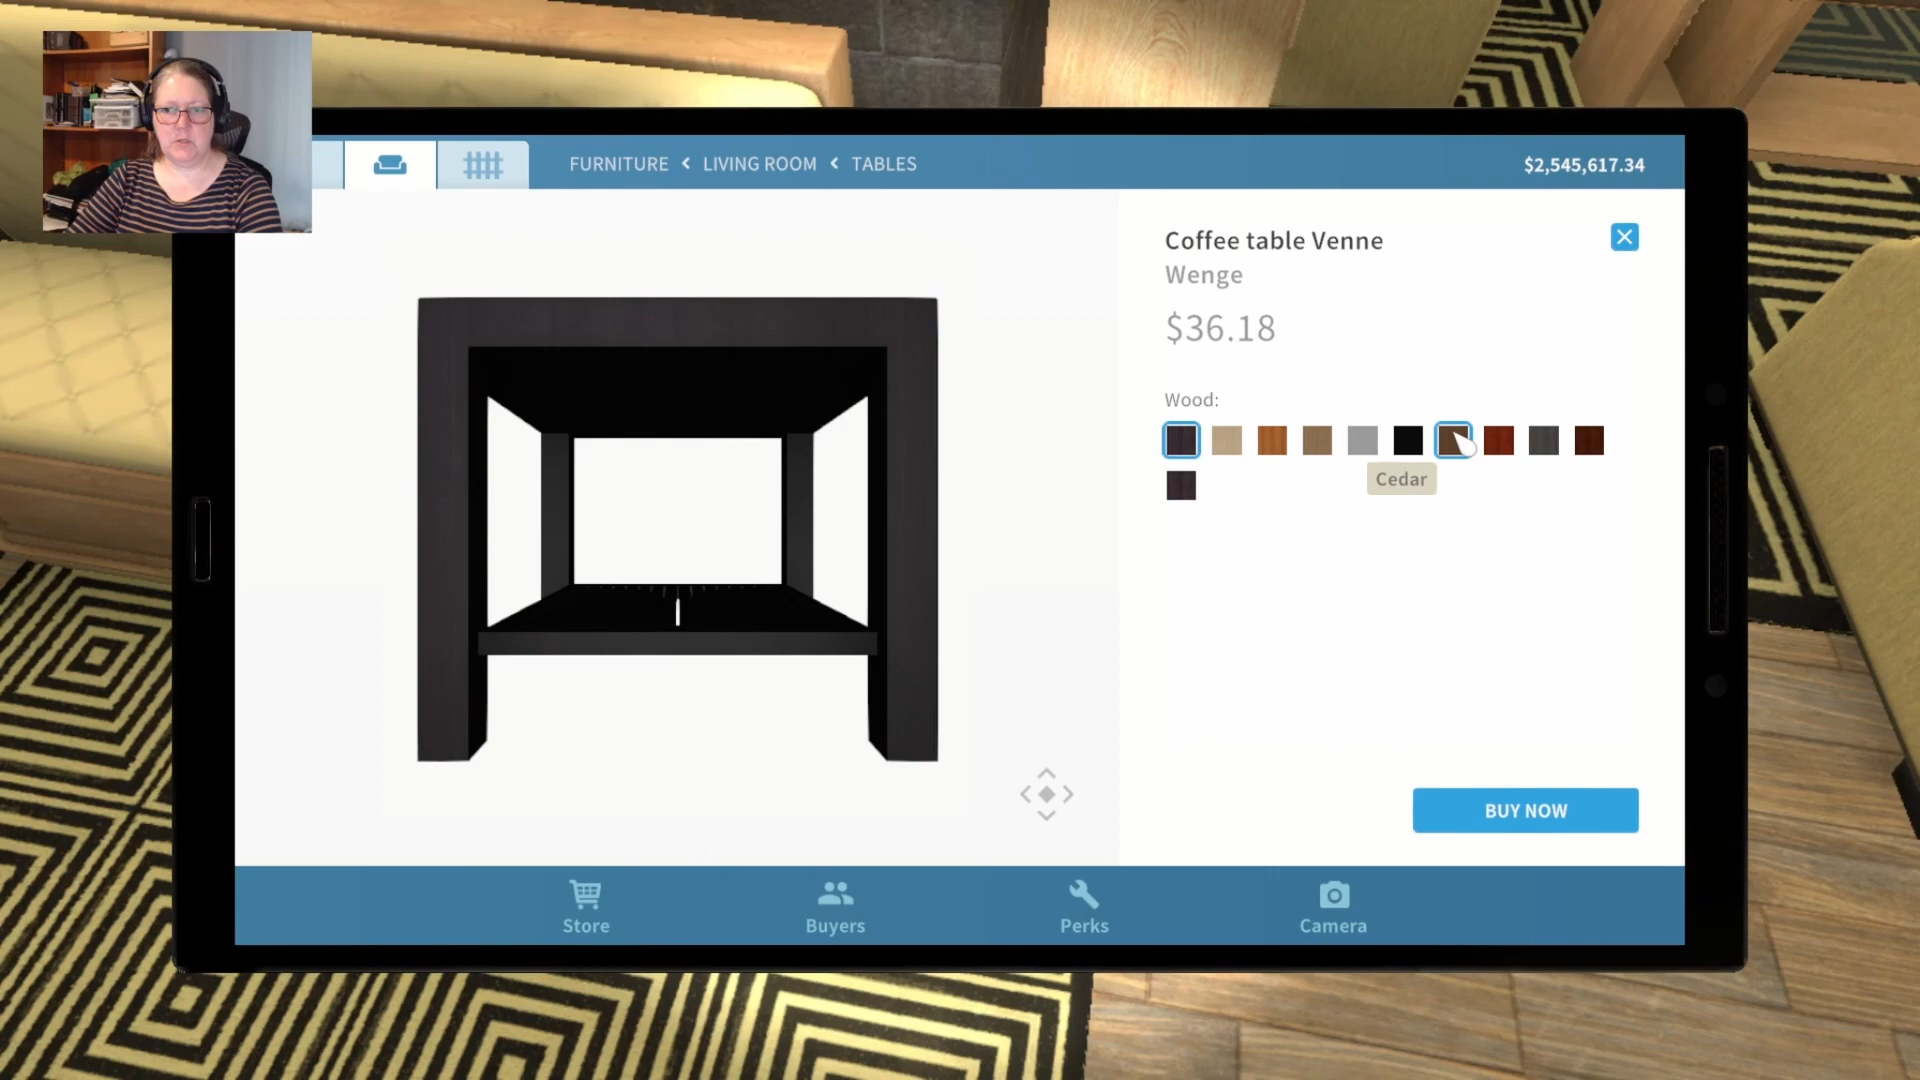 FURNITURE < LIVING ROOM < TABLES
$2,545,617.34
Coffee table Venne
Wenge
$36.18
Wood:
Cedar
BUY NOW
Store
Buyers
Perks
Camera